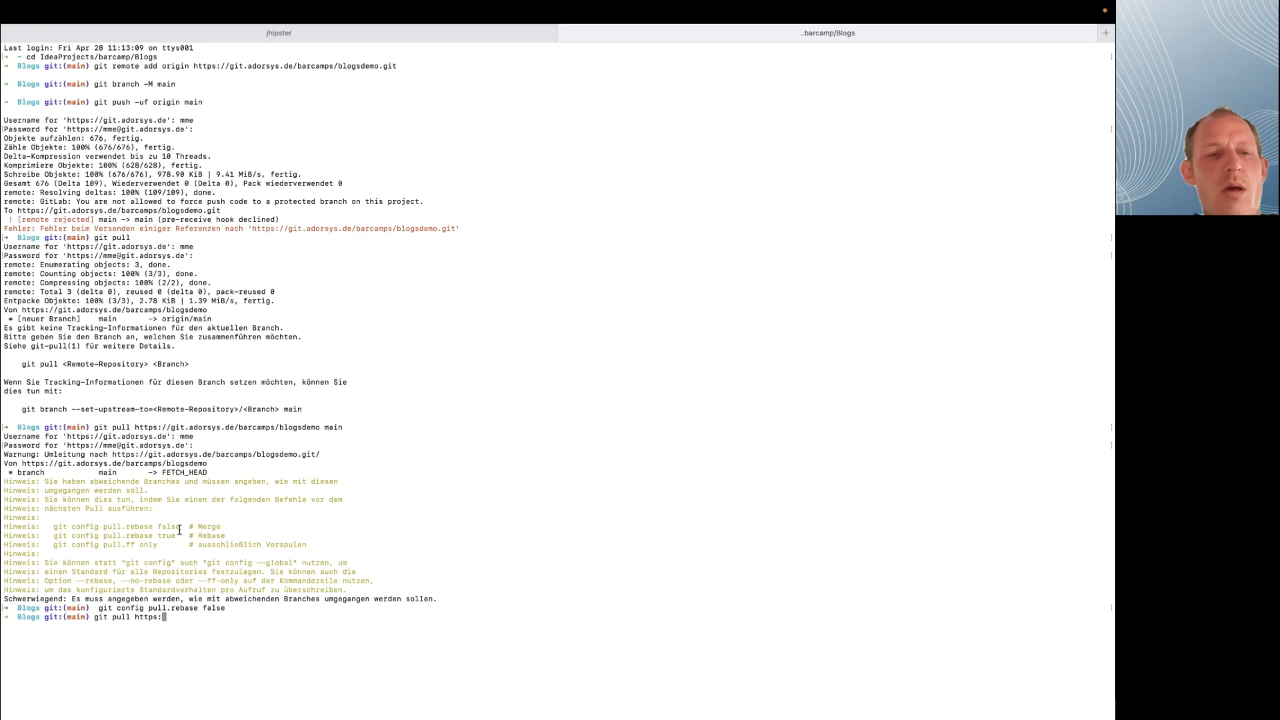 jhipster
..barcamp/Blogs
+
Last login: Fri Apr 28 11:13:09 on ttys001
➜ ~ cd IdeaProjects/barcamp/Blogs
➜ Blogs git:(main) git remote add origin https://git.adorsys.de/barcamps/blogsdemo.git
➜ Blogs git:(main) git branch -M main
➜ Blogs git:(main) git push -uf origin main
Username for 'https://git.adorsys.de': mme
Password for 'https://mme@git.adorsys.de':
Objekte aufzählen: 676, fertig.
Zähle Objekte: 100% (676/676), fertig.
Delta-Kompression verwendet bis zu 10 Threads.
Komprimiere Objekte: 100% (628/628), fertig.
Schreibe Objekte: 100% (676/676), 978.90 KiB | 9.41 MiB/s, fertig.
Gesamt 676 (Delta 109), Wiederverwendet 0 (Delta 0), Pack wiederverwendet 0
remote: Resolving deltas: 100% (109/109), done.
remote: GitLab: You are not allowed to force push code to a protected branch on this project.
To https://git.adorsys.de/barcamps/blogsdemo.git
! [remote rejected] main -> main (pre-receive hook declined)
Fehler: Fehler beim Versenden einiger Referenzen nach 'https://git.adorsys.de/barcamps/blogsdemo.git'
➜ Blogs git:(main) git pull
Username for 'https://git.adorsys.de': mme
Password for 'https://mme@git.adorsys.de':
remote: Enumerating objects: 3, done.
remote: Counting objects: 100% (3/3), done.
remote: Compressing objects: 100% (2/2), done.
remote: Total 3 (delta 0), reused 0 (delta 0), pack-reused 0
Entpacke Objekte: 100% (3/3), 2.78 KiB | 1.39 MiB/s, fertig.
Von https://git.adorsys.de/barcamps/blogsdemo
* [neuer Branch] main -> origin/main
Es gibt keine Tracking-Informationen für den aktuellen Branch.
Bitte geben Sie den Branch an, welchen Sie zusammenführen möchten.
Siehe git-pull(1) für weitere Details.
git pull <Remote-Repository> <Branch>
Wenn Sie Tracking-Informationen für diesen Branch setzen möchten, können Sie
dies tun mit:
git branch --set-upstream-to=<Remote-Repository>/<Branch> main
➜ Blogs git:(main) git pull https://git.adorsys.de/barcamps/blogsdemo main
Username for 'https://git.adorsys.de': mme
Password for 'https://mme@git.adorsys.de':
Warnung: Umleitung nach https://git.adorsys.de/barcamps/blogsdemo.git/
Von https://git.adorsys.de/barcamps/blogsdemo
* branch main -> FETCH_HEAD
Hinweis: Sie haben abweichende Branches und müssen angeben, wie mit diesen
Hinweis: umgegangen werden soll.
Hinweis: Sie können dies tun, indem Sie einen der folgenden Befehle vor dem
Hinweis: nächsten Pull ausführen:
Hinweis:
Hinweis: git config pull.rebase false # Merge
Hinweis: git config pull.rebase true # Rebase
Hinweis: git config pull.ff only # ausschließlich Vorspulen
Hinweis:
Hinweis: Sie können statt "git config" auch "git config --global" nutzen, um
Hinweis: einen Standard für alle Repositories festzulegen. Sie können auch die
Hinweis: Option --rebase, --no-rebase oder --ff-only auf der Kommandozeile nutzen,
Hinweis: um das konfigurierte Standardverhalten pro Aufruf zu überschreiben.
Schwerwiegend: Es muss angegeben werden, wie mit abweichenden Branches umgegangen werden sollen.
➜ Blogs git:(main) git config pull.rebase false
➜ Blogs git:(main) git pull https: